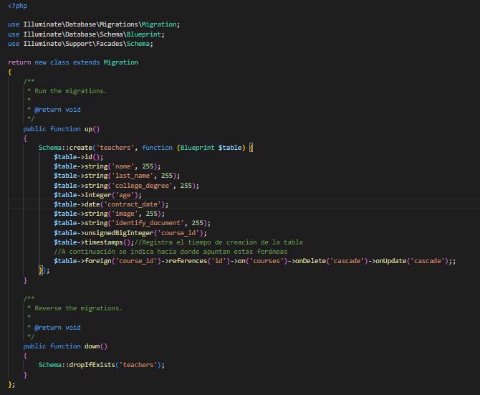 <?php
use Illuminate\Database\Migrations\Migration;
use Illuminate\Database\Schema\Blueprint;
use Illuminate\Support\Facades\Schema;
return new class extends Migration
{
/**
* Run the migrations.
*
* @return void
*/
public function up()
{
Schema::create('teachers', function (Blueprint $table) {
$table->id();
$table->string('name', 255);
$table->string('last_name', 255);
$table->string('college_degree', 255);
$table->integer('age');
$table->date('contract_date');
$table->string('image', 255);
$table->string('identify_document', 255);
$table->unsignedBigInteger('course_id');
$table->timestamps();//Registra el tiempo de creacion de la tabla
//A continuación se indica hacia donde apuntan estas foráneas
$table->foreign('course_id')->references('id')->on('courses')->onDelete('cascade')->onUpdate('cascade');;
});
}
/**
* Reverse the migrations.
*
* @return void
*/
public function down()
{
Schema::dropIfExists('teachers');
}
};